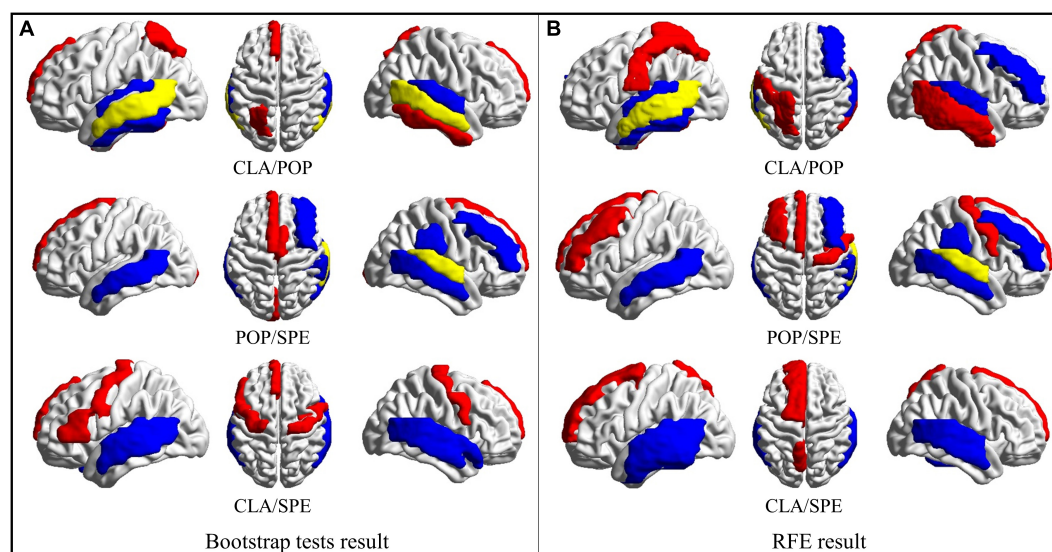 A
B
CLA/POP
CLA/POP
POP/SPE
POP/SPE
CLA/SPE
CLA/SPE
Bootstrap tests result
RFE result